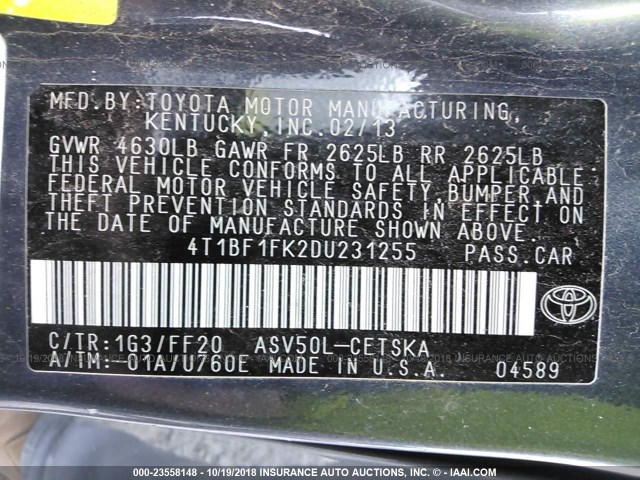 MFD.BY:TOYOTA MOTOR MANUFACTURING,
KENTUCKY,INC.02/13
GVWR 4630LB GAWR FR 2625LB RR 2625LB
THIS VEHICLE CONFORMS TO ALL APPLICABLE
FEDERAL MOTOR VEHICLE SAFETY,BUMPER,AND
THEFT PREVENTION STANDARDS IN EFFECT ON
THE DATE OF MANUFACTURE SHOWN ABOVE.
4T1BF1FK2DU231255 PASS.CAR
C/TR:1G3/FF20 ASV50L-CETSKA
A/TM:-01A/U760E MADE IN U.S.A. 04589
000-23558148 - 10/19/2018 INSURANCE AUTO AUCTIONS, INC. - IAAI.COM